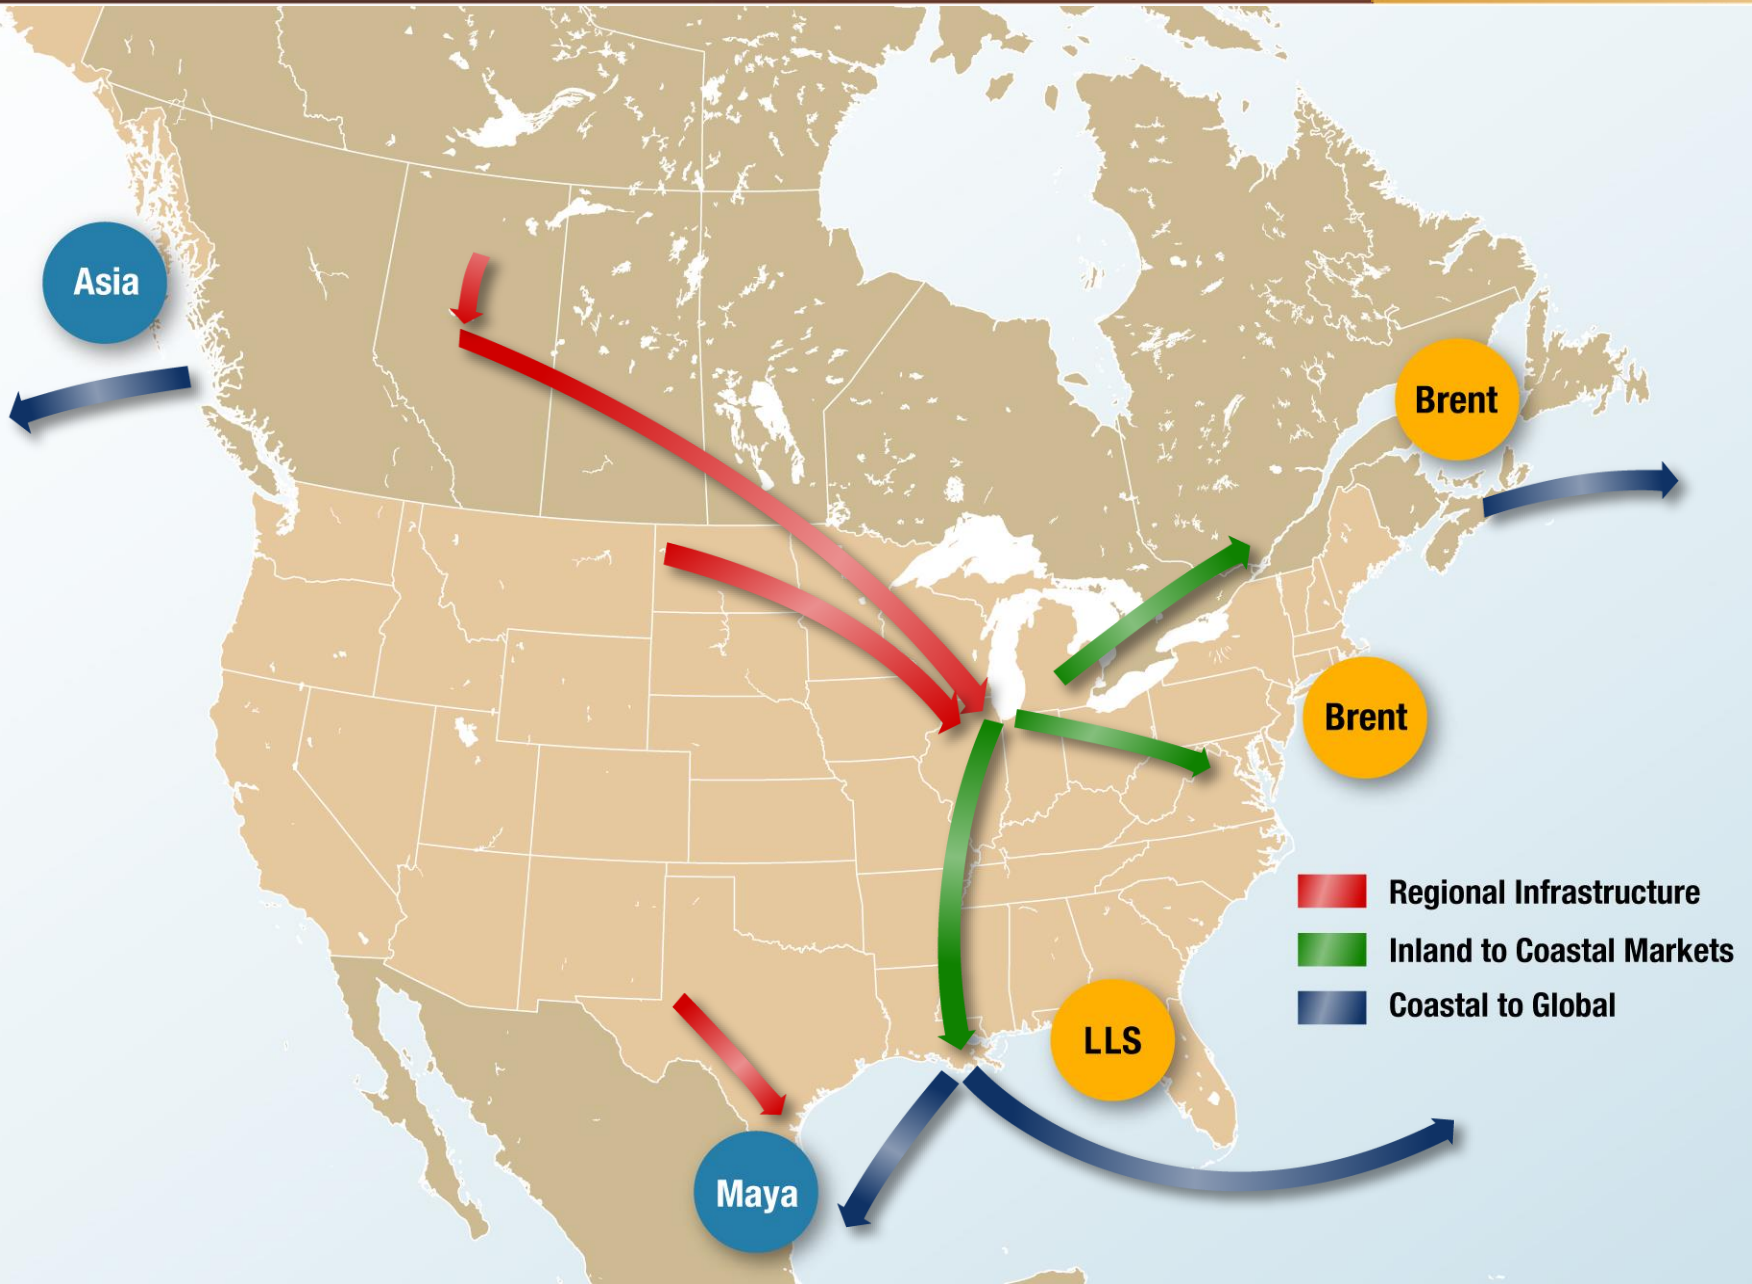 Asia
Brent
Brent
Regional Infrastructure
Inland to Coastal Markets
Coastal to Global
LLS
Maya